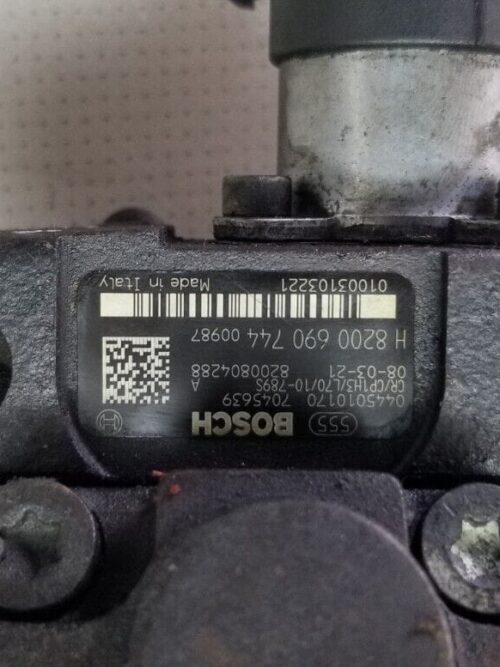 555 BOSCH
0445010170 7045639
CR/CP1H3/L70/10-789S A
08-03-21 8200804288
H 8200 690 744 00987
01003103221 Made in Italy